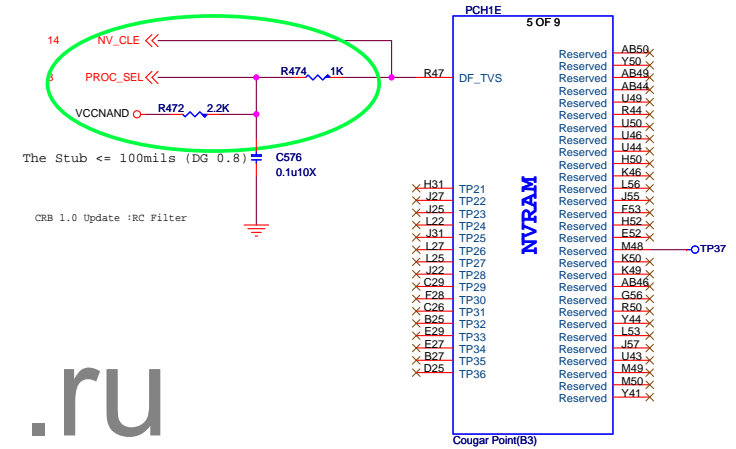 PCH1E
5 OF 9
14 NV_CLE
PROC_SEL R474 1K R47 DF_TVS
VCCNAND R472 2.2K
The Stub <= 100mils (DG 0.8) C576
0.1u10X
CRB 1.0 Update :RC Filter
NVRAM
Reserved AB50
Reserved Y50
Reserved AB49
Reserved AB44
Reserved U49
Reserved R44
Reserved U50
Reserved U46
Reserved U44
Reserved H50
Reserved K46
Reserved L56
Reserved J55
Reserved F53
Reserved H52
Reserved E52
Reserved M48 TP37
Reserved K50
Reserved K49
Reserved AB46
Reserved G56
Reserved R50
Reserved Y44
Reserved L53
Reserved J57
Reserved U43
Reserved M49
Reserved M50
Reserved Y41
H31 TP21
J27 TP22
J25 TP23
L22 TP24
J31 TP25
L27 TP26
L25 TP27
J22 TP28
C29 TP29
F28 TP30
C26 TP31
B25 TP32
E29 TP33
E27 TP34
B27 TP35
D25 TP36
Cougar Point(B3)
.ru